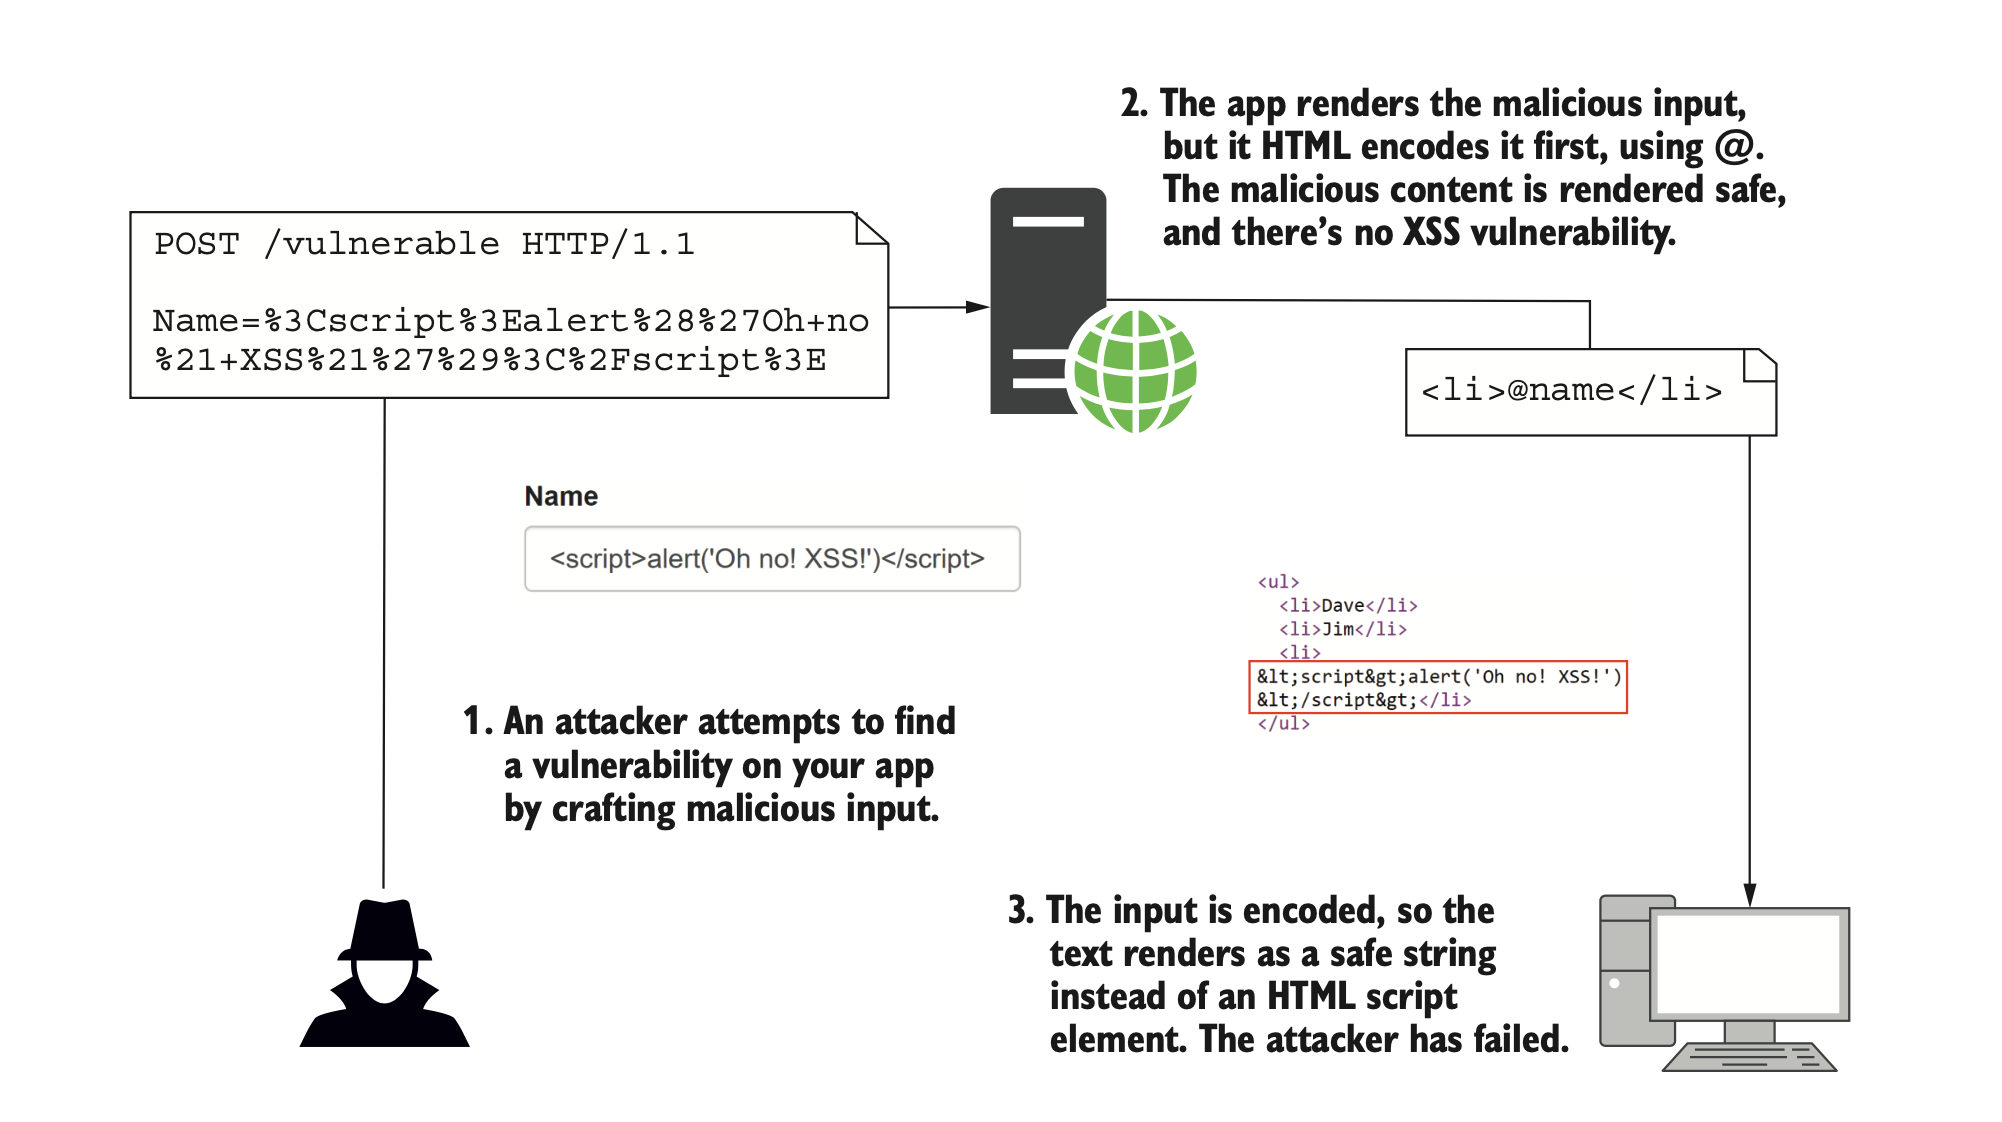 POST /vulnerable HTTP/1.1
Name=%3Cscript%3Ealert%28%27Oh+no
%21+XSS%21%27%29%3C%2Fscript%3E
2. The app renders the malicious input,
but it HTML encodes it first, using @.
The malicious content is rendered safe,
and there’s no XSS vulnerability.
<li>@name</li>
Name
<script>alert('Oh no! XSS!')</script>
1. An attacker attempts to find
a vulnerability on your app
by crafting malicious input.
<ul>
<li>Dave</li>
<li>Jim</li>
<li>
&lt;script&gt;alert('Oh no! XSS!')
&lt;/script&gt;</li>
</ul>
3. The input is encoded, so the
text renders as a safe string
instead of an HTML script
element. The attacker has failed.